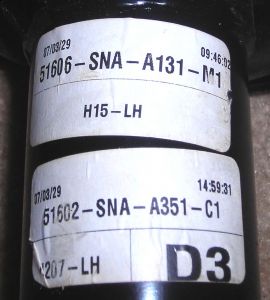 07/03/29 09:46:02
51606-SNA-A131-M1
H15-LH
07/03/29 14:59:31
51602-SNA-A351-C1
207-LH D3